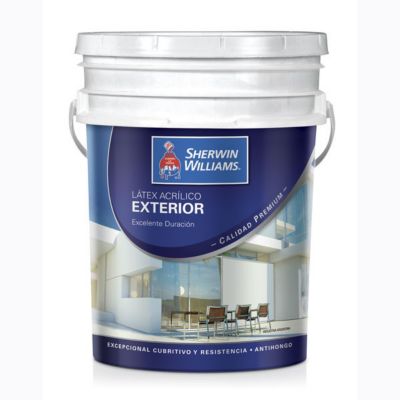 SHERWIN
WILLIAMS.
LÁTEX ACRÍLICO
EXTERIOR
Excelente Duración
— CALIDAD PREMIUM —
EXCEPCIONAL CUBRITIVO Y RESISTENCIA • ANTIHONGO